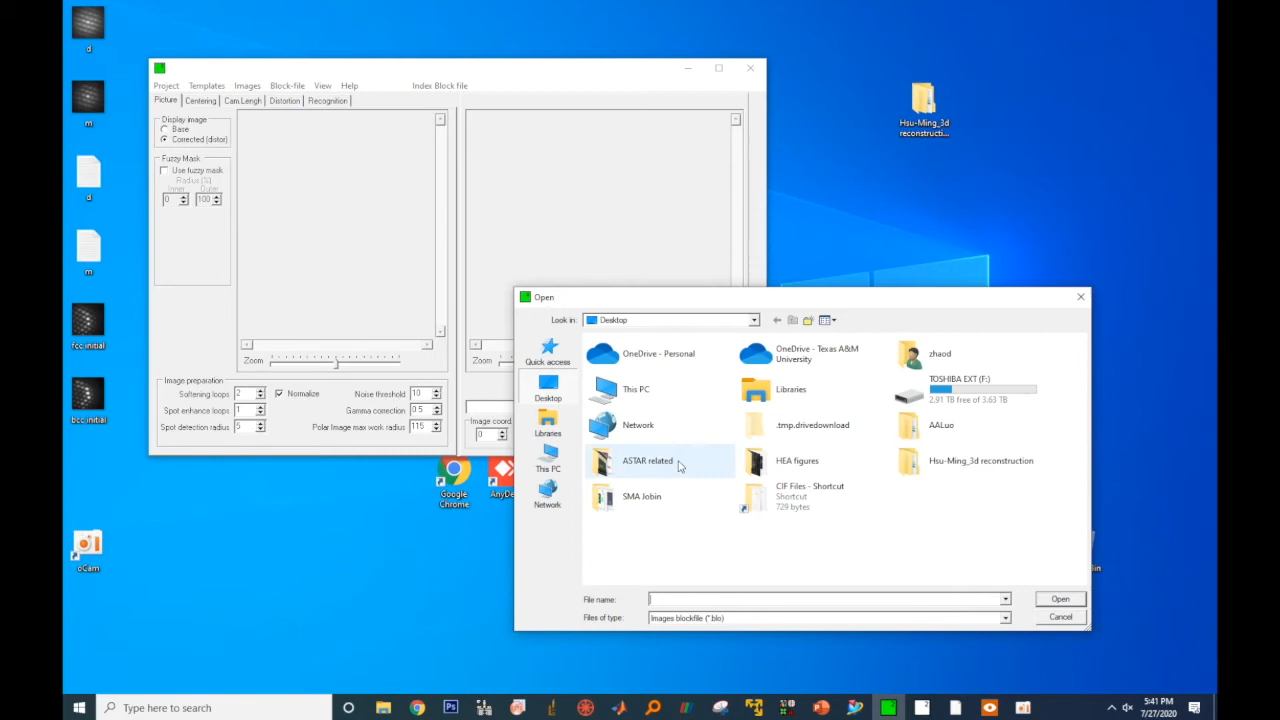 d
m
d
m
fcc initial
bcc initial
oCam
Hsu-Ming_3d
reconstructi...
Project Templates Images Block-file View Help Index Block file
Picture Centering Cam.Lengh Distortion Recognition
Display image
Base
Corrected (distor)
Fuzzy Mask
Use fuzzy mask
Radius (%)
Inner Outer
0 100
Zoom
Zoom
Image preparation
Softening loops 2 Normalize Noise threshold 10
Spot enhance loops 1 Gamma correction 0.5
Spot detection radius 5 Polar Image max work radius 115
Image coord.
0
Google
Chrome
AnyDe
Open
Look in: Desktop
Quick access
Desktop
Libraries
This PC
Network
OneDrive - Personal
OneDrive - Texas A&M
University
zhaod
This PC
Libraries
TOSHIBA EXT (F:)
2.91 TB free of 3.63 TB
Network
.tmp.drivedownload
AALuo
ASTAR related
HEA figures
Hsu-Ming_3d reconstruction
SMA Jobin
CIF Files - Shortcut
Shortcut
729 bytes
File name: Open
Files of type: Images blockfile (*.blo) Cancel
Type here to search
5:41 PM
7/27/2020